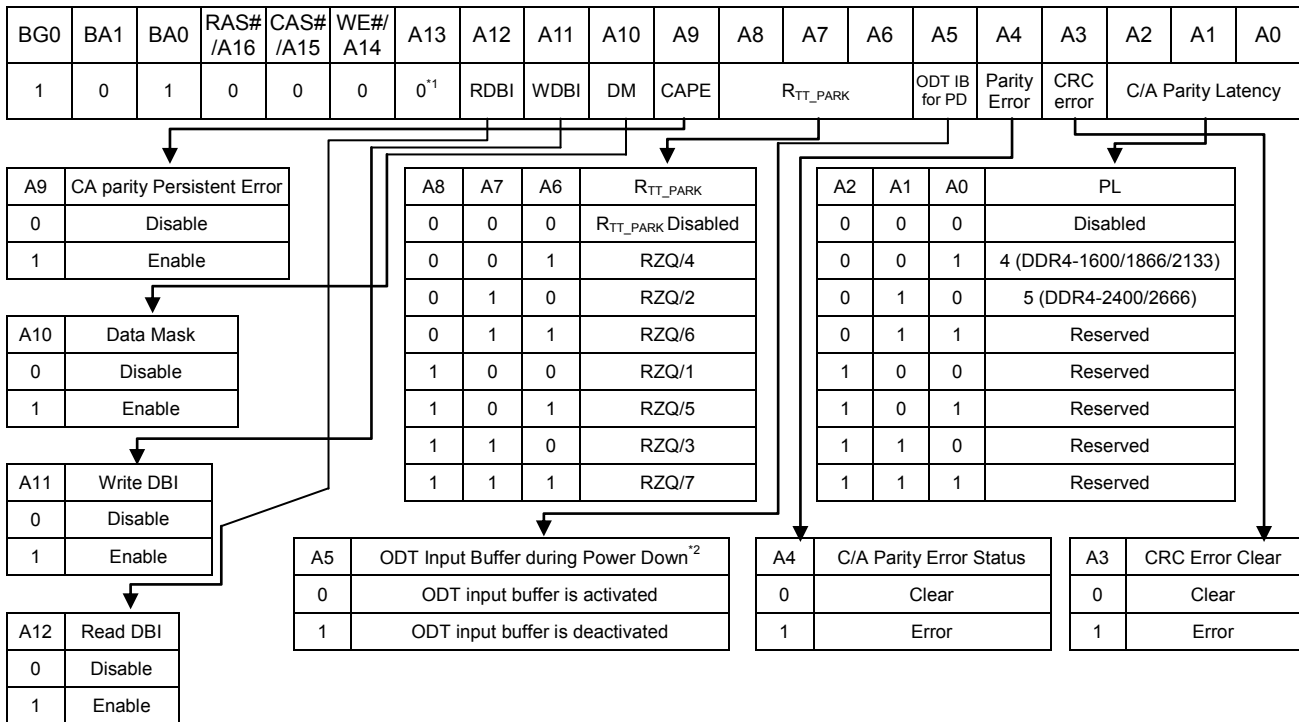 BG0 BA1 BA0 RAS#/A16 CAS#/A15 WE#/A14 A13 A12 A11 A10 A9 A8 A7 A6 A5 A4 A3 A2 A1 A0
1 0 1 0 0 0 0*1 RDBI WDBI DM CAPE RTT_PARK ODT IB for PD Parity Error CRC error C/A Parity Latency
A9 CA parity Persistent Error
0 Disable
1 Enable
A10 Data Mask
0 Disable
1 Enable
A11 Write DBI
0 Disable
1 Enable
A12 Read DBI
0 Disable
1 Enable
A8 A7 A6 RTT_PARK
0 0 0 RTT_PARK Disabled
0 0 1 RZQ/4
0 1 0 RZQ/2
0 1 1 RZQ/6
1 0 0 RZQ/1
1 0 1 RZQ/5
1 1 0 RZQ/3
1 1 1 RZQ/7
A2 A1 A0 PL
0 0 0 Disabled
0 0 1 4 (DDR4-1600/1866/2133)
0 1 0 5 (DDR4-2400/2666)
0 1 1 Reserved
1 0 0 Reserved
1 0 1 Reserved
1 1 0 Reserved
1 1 1 Reserved
A5 ODT Input Buffer during Power Down*2
0 ODT input buffer is activated
1 ODT input buffer is deactivated
A4 C/A Parity Error Status
0 Clear
1 Error
A3 CRC Error Clear
0 Clear
1 Error